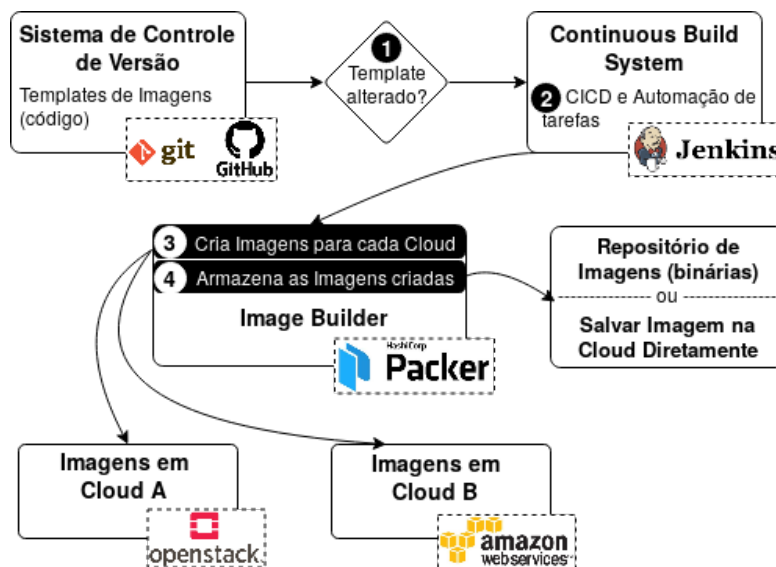 Sistema de Controle
de Versão
Templates de Imagens
(código)
git
GitHub
1
Template
alterado?
Continuous Build
System
2 CICD e Automação de
tarefas
Jenkins
3 Cria Imagens para cada Cloud
4 Armazena as Imagens criadas
Image Builder
HashiCorp
Packer
Repositório de
Imagens (binárias)
ou
Salvar Imagem na
Cloud Diretamente
Imagens em
Cloud A
openstack
Imagens em
Cloud B
amazon
webservices